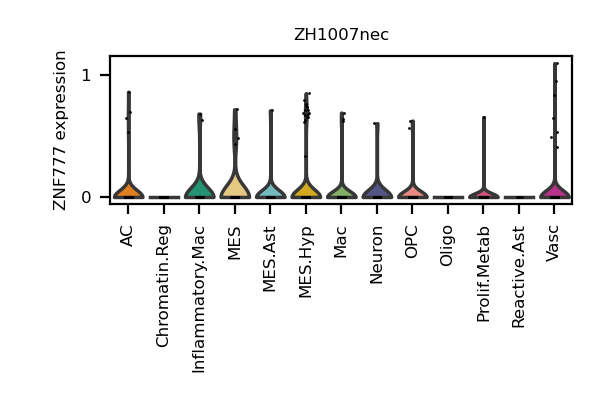 ZH1007nec
ZNF777 expression
1
0
AC
Chromatin.Reg
Inflammatory.Mac
MES
MES.Ast
MES.Hyp
Mac
Neuron
OPC
Oligo
Prolif.Metab
Reactive.Ast
Vasc